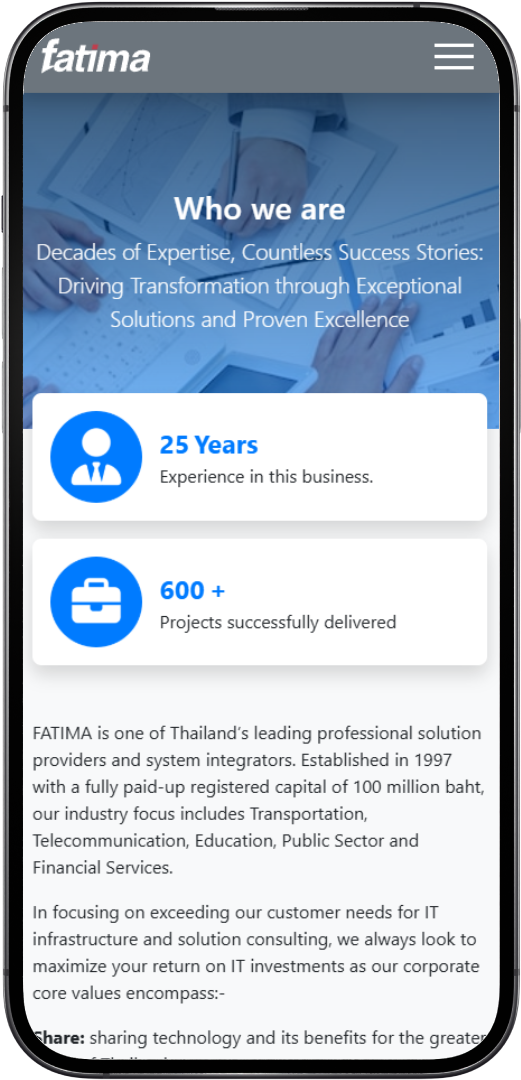 fatima
Who we are
Decades of Expertise, Countless Success Stories:
Driving Transformation through Exceptional
Solutions and Proven Excellence
25 Years
Experience in this business.
600 +
Projects successfully delivered
FATIMA is one of Thailand's leading professional solution
providers and system integrators. Established in 1997
with a fully paid-up registered capital of 100 million baht,
our industry focus includes Transportation,
Telecommunication, Education, Public Sector and
Financial Services.
In focusing on exceeding our customer needs for IT
infrastructure and solution consulting, we always look to
maximize your return on IT investments as our corporate
core values encompass:-
Share: sharing technology and its benefits for the greater